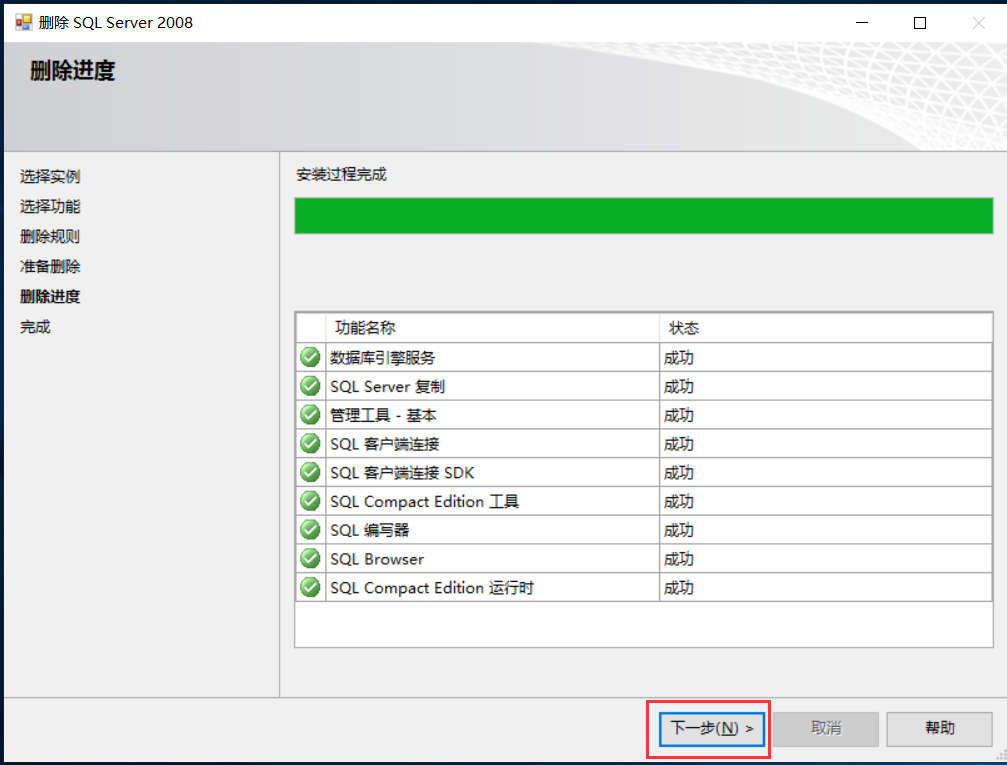 删除 SQL Server 2008
删除进度
选择实例
选择功能
删除规则
准备删除
删除进度
完成
安装过程完成
功能名称 状态
数据库引擎服务 成功
SQL Server 复制 成功
管理工具 - 基本 成功
SQL 客户端连接 成功
SQL 客户端连接 SDK 成功
SQL Compact Edition 工具 成功
SQL 编写器 成功
SQL Browser 成功
SQL Compact Edition 运行时 成功
下一步(N) > 取消 帮助